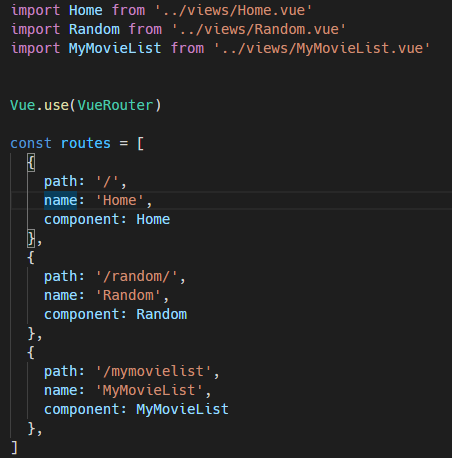 import Home from '../views/Home.vue'
import Random from '../views/Random.vue'
import MyMovieList from '../views/MyMovieList.vue'
Vue.use(VueRouter)
const routes = [
{
path: '/',
name: 'Home',
component: Home
},
{
path: '/random/',
name: 'Random',
component: Random
},
{
path: '/mymovielist',
name: 'MyMovieList',
component: MyMovieList
},
]